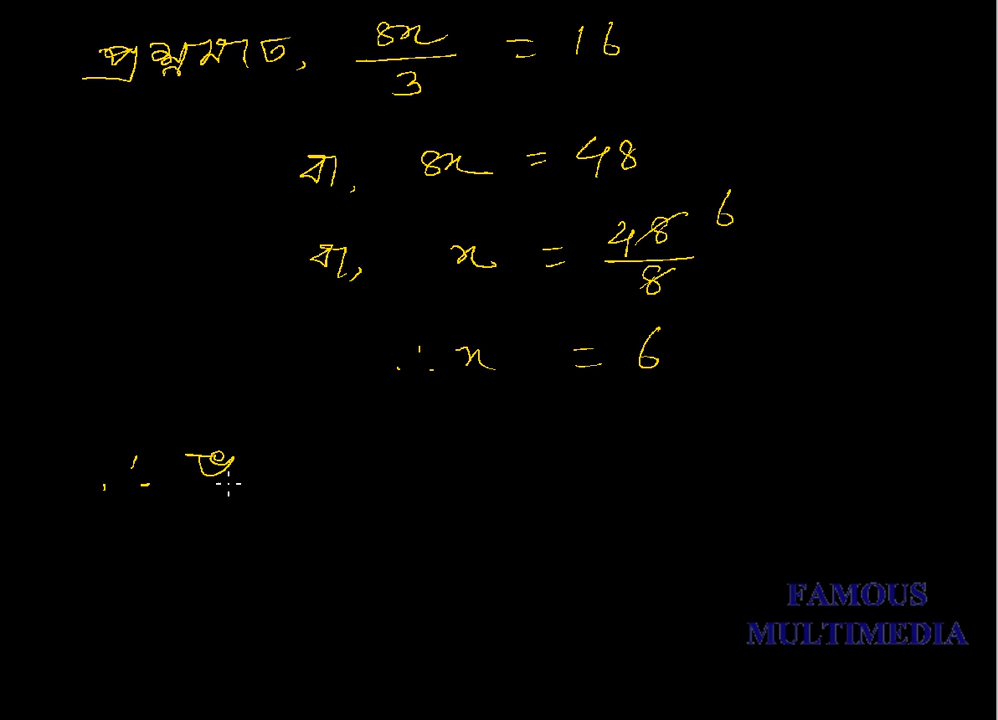 প্রশ্নমতে, 8x/3 = 16
বা, 8x = 48
বা, x = 48/8 6
∴ x = 6
∴
FAMOUS
MULTIMEDIA